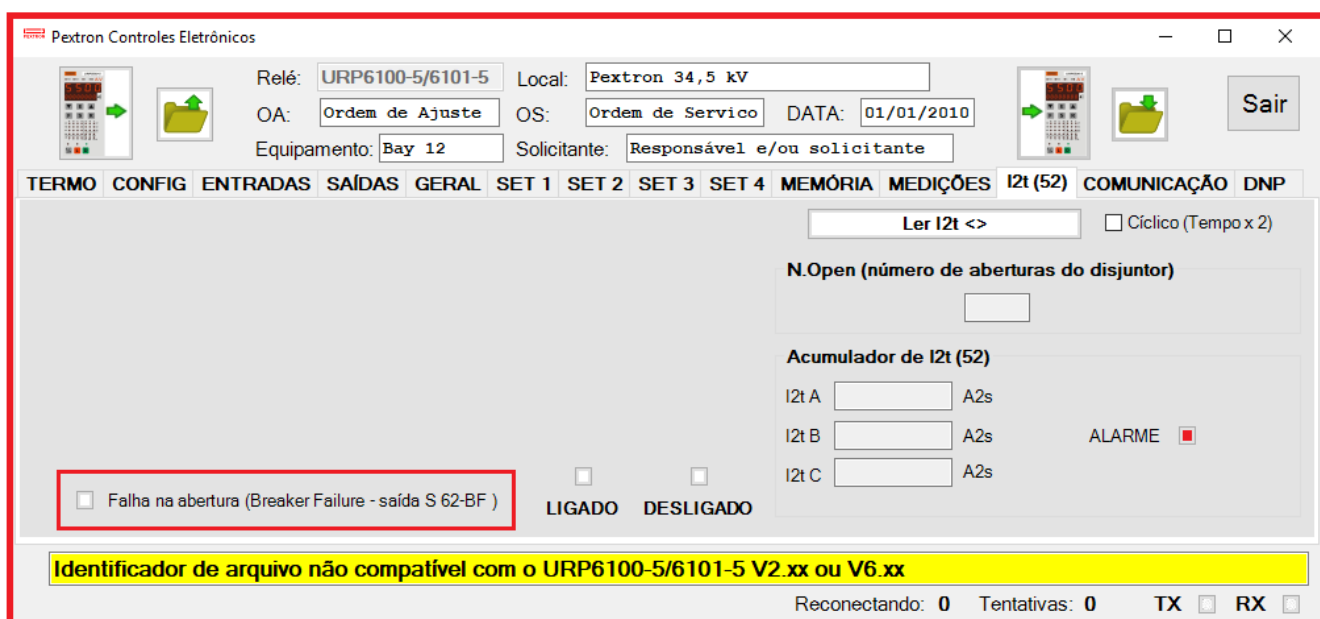 Pextron Controles Eletrônicos
Relé: URP6100-5/6101-5 Local: Pextron 34,5 kV
OA: Ordem de Ajuste OS: Ordem de Servico DATA: 01/01/2010 Sair
Equipamento: Bay 12 Solicitante: Responsável e/ou solicitante
TERMO CONFIG ENTRADAS SAÍDAS GERAL SET 1 SET 2 SET 3 SET 4 MEMÓRIA MEDIÇÕES I2t (52) COMUNICAÇÃO DNP
Ler I2t <> Cíclico (Tempo x 2)
N.Open (número de aberturas do disjuntor)
Acumulador de I2t (52)
I2t A A2s
I2t B A2s ALARME
I2t C A2s
Falha na abertura (Breaker Failure - saída S 62-BF )
LIGADO DESLIGADO
Identificador de arquivo não compatível com o URP6100-5/6101-5 V2.xx ou V6.xx
Reconectando: 0 Tentativas: 0 TX RX